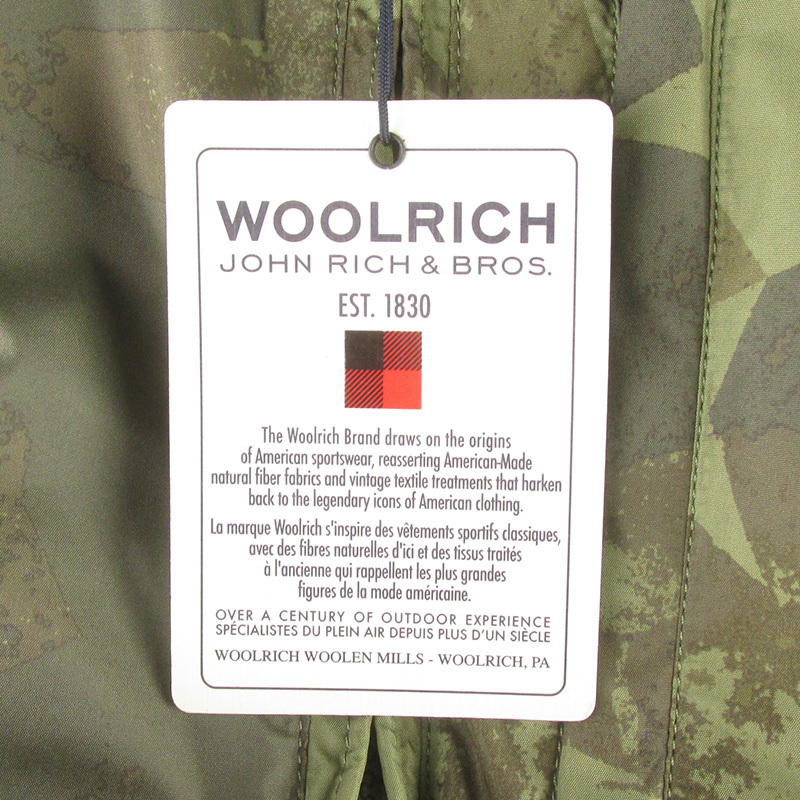 WOOLRICH
JOHN RICH & BROS.
EST. 1830
The Woolrich Brand draws on the origins
of American sportswear, reasserting American-Made
natural fiber fabrics and vintage textile treatments that harken
back to the legendary icons of American clothing.
La marque Woolrich s'inspire des vêtements sportifs classiques,
avec des fibres naturelles d'ici et des tissus traités
à l'ancienne qui rappellent les plus grandes
figures de la mode américaine.
OVER A CENTURY OF OUTDOOR EXPERIENCE
SPÉCIALISTES DU PLEIN AIR DEPUIS PLUS D'UN SIÈCLE
WOOLRICH WOOLEN MILLS - WOOLRICH, PA